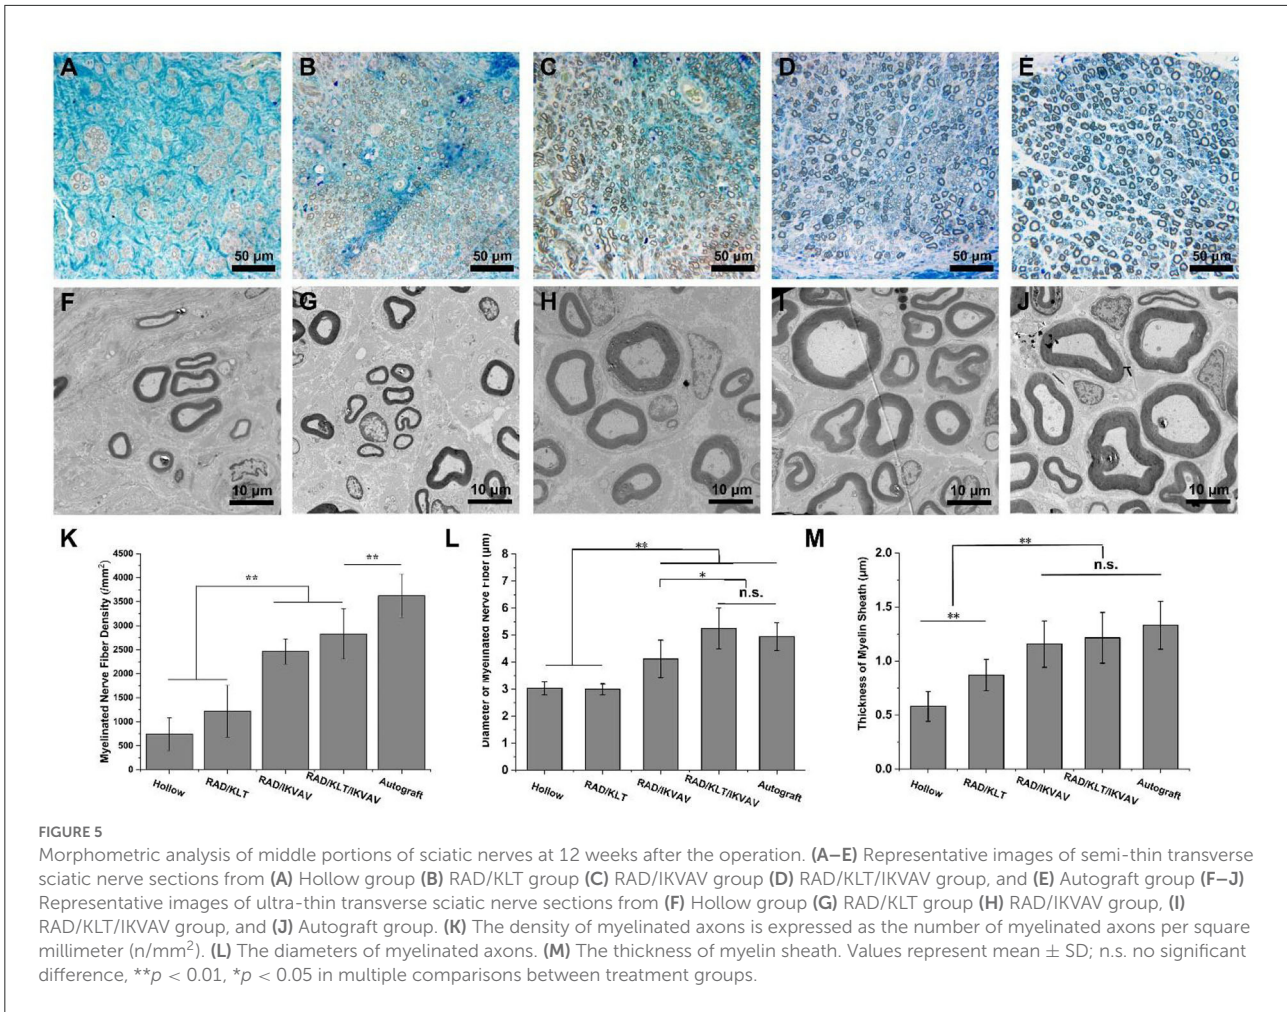 A
B
C
D
E
50 µm
50 µm
50 µm
50 µm
50 µm
F
G
H
I
J
10 µm
10 µm
10 µm
10 µm
10 µm
K
Myelinated Nerve Fiber Density (/mm²)
4500
4000
3500
3000
2500
2000
1500
1000
500
0
**
**
Hollow
RAD/KLT
RAD/IKVAV
RAD/KLT/IKVAV
Autograft
L
Diameter of Myelinated Nerve Fiber (µm)
8
7
6
5
4
3
2
1
0
**
*
n.s.
Hollow
RAD/KLT
RAD/IKVAV
RAD/KLT/IKVAV
Autograft
M
Thickness of Myelin Sheath (µm)
2.0
1.5
1.0
0.5
0.0
**
**
n.s.
Hollow
RAD/KLT
RAD/IKVAV
RAD/KLT/IKVAV
Autograft
FIGURE 5
Morphometric analysis of middle portions of sciatic nerves at 12 weeks after the operation. (A–E) Representative images of semi-thin transverse
sciatic nerve sections from (A) Hollow group (B) RAD/KLT group (C) RAD/IKVAV group (D) RAD/KLT/IKVAV group, and (E) Autograft group (F–J)
Representative images of ultra-thin transverse sciatic nerve sections from (F) Hollow group (G) RAD/KLT group (H) RAD/IKVAV group, (I)
RAD/KLT/IKVAV group, and (J) Autograft group. (K) The density of myelinated axons is expressed as the number of myelinated axons per square
millimeter (n/mm²). (L) The diameters of myelinated axons. (M) The thickness of myelin sheath. Values represent mean ± SD; n.s. no significant
difference, **p < 0.01, *p < 0.05 in multiple comparisons between treatment groups.